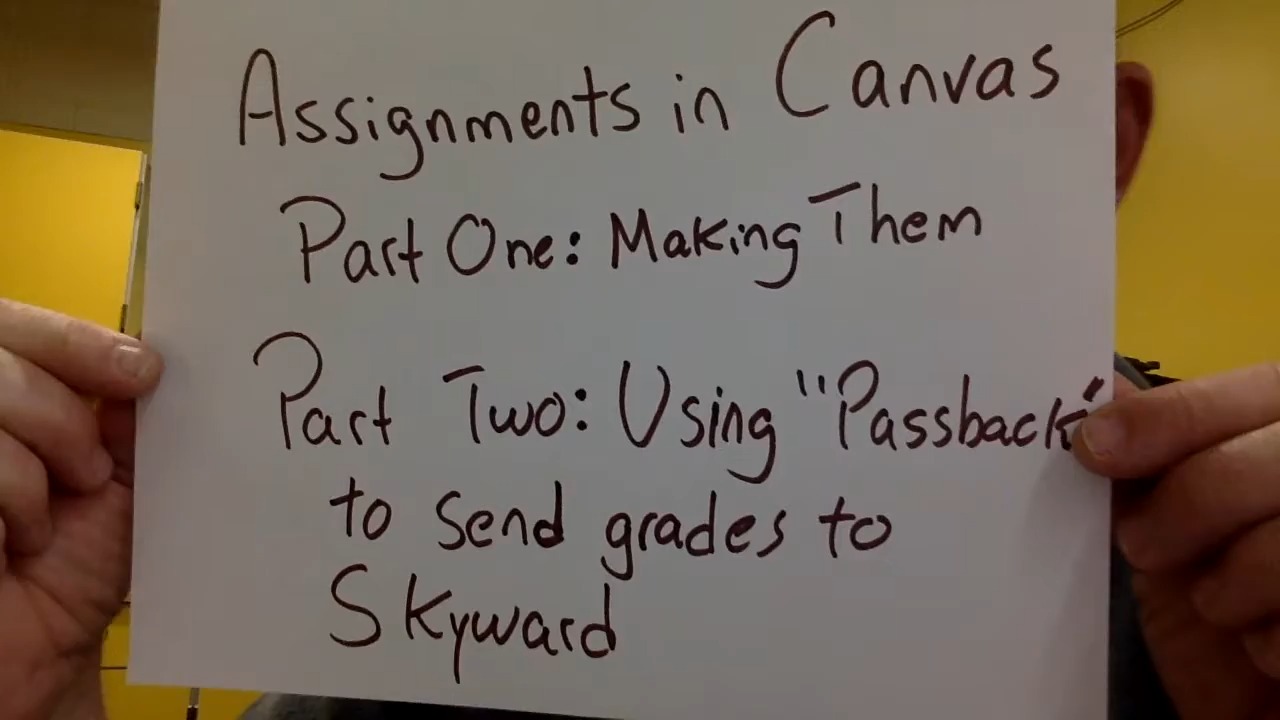 Assignments in Canvas
Part One: Making Them
Part Two: Using "Passback"
to send grades to
Skyward